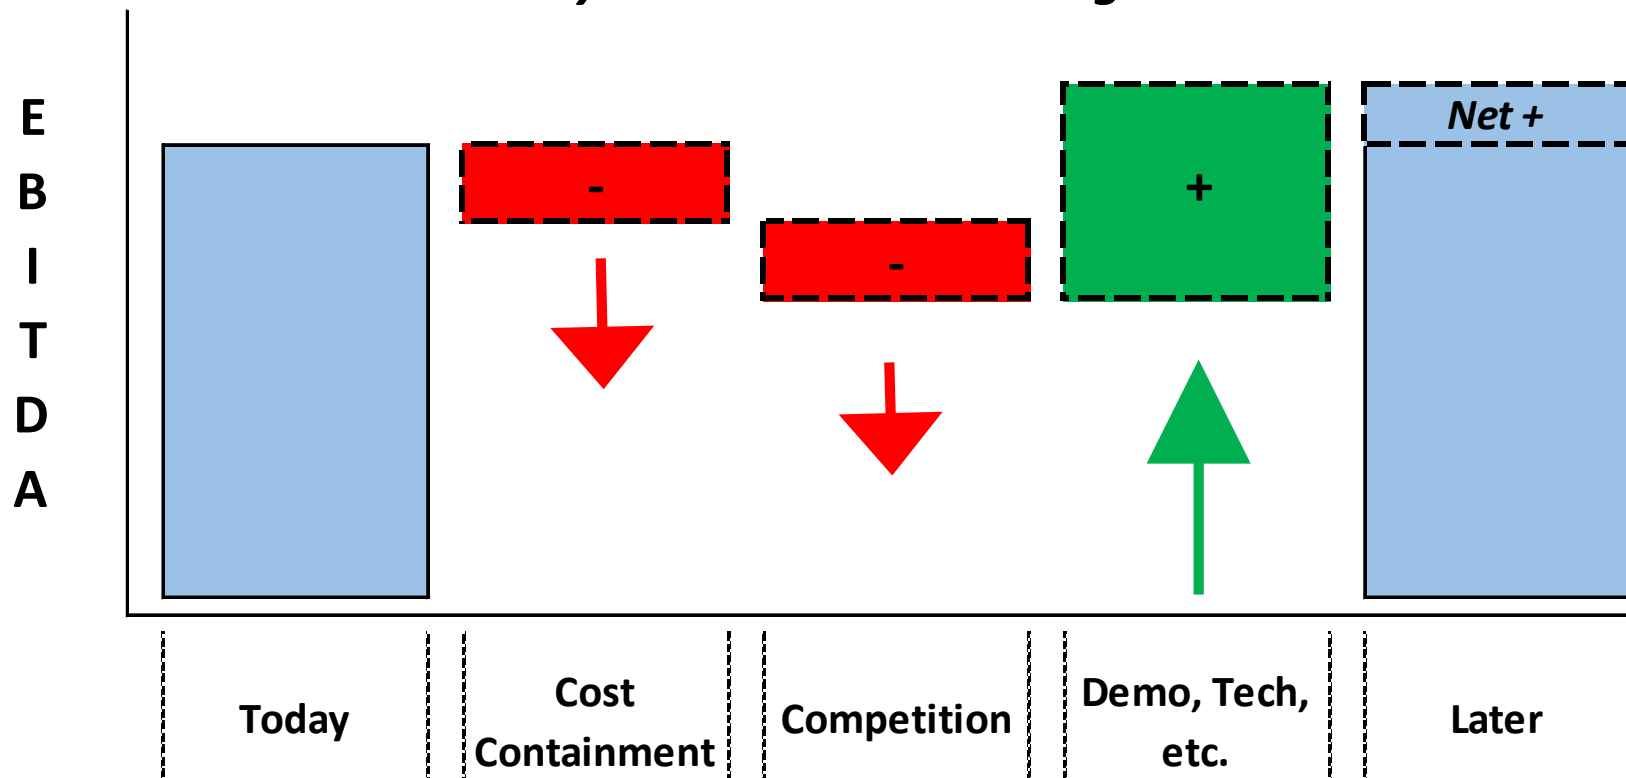 E
B
I
T
D
A
Net +
-
-
+
Today
Cost
Containment
Competition
Demo, Tech,
etc.
Later